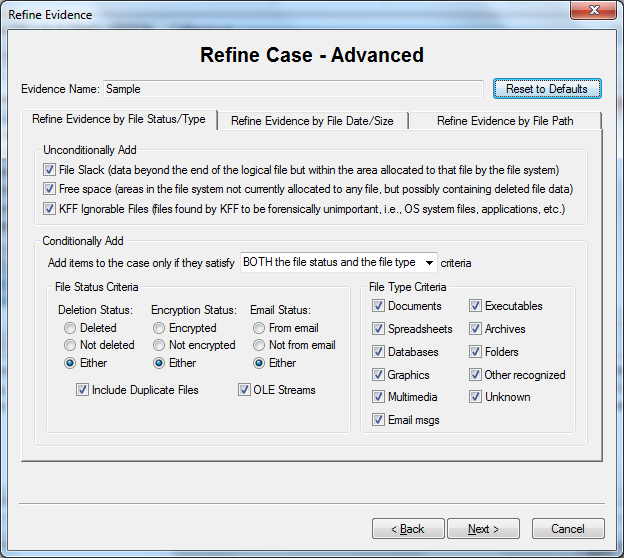 Refine Evidence
Refine Case - Advanced
Evidence Name: Sample Reset to Defaults
Refine Evidence by File Status/Type Refine Evidence by File Date/Size Refine Evidence by File Path
Unconditionally Add
File Slack (data beyond the end of the logical file but within the area allocated to that file by the file system)
Free space (areas in the file system not currently allocated to any file, but possibly containing deleted file data)
KFF Ignorable Files (files found by KFF to be forensically unimportant, i.e., OS system files, applications, etc.)
Conditionally Add
Add items to the case only if they satisfy BOTH the file status and the file type criteria
File Status Criteria
Deletion Status: Encryption Status: Email Status:
Deleted Encrypted From email
Not deleted Not encrypted Not from email
Either Either Either
Include Duplicate Files OLE Streams
File Type Criteria
Documents Executables
Spreadsheets Archives
Databases Folders
Graphics Other recognized
Multimedia Unknown
Email msgs
< Back Next > Cancel